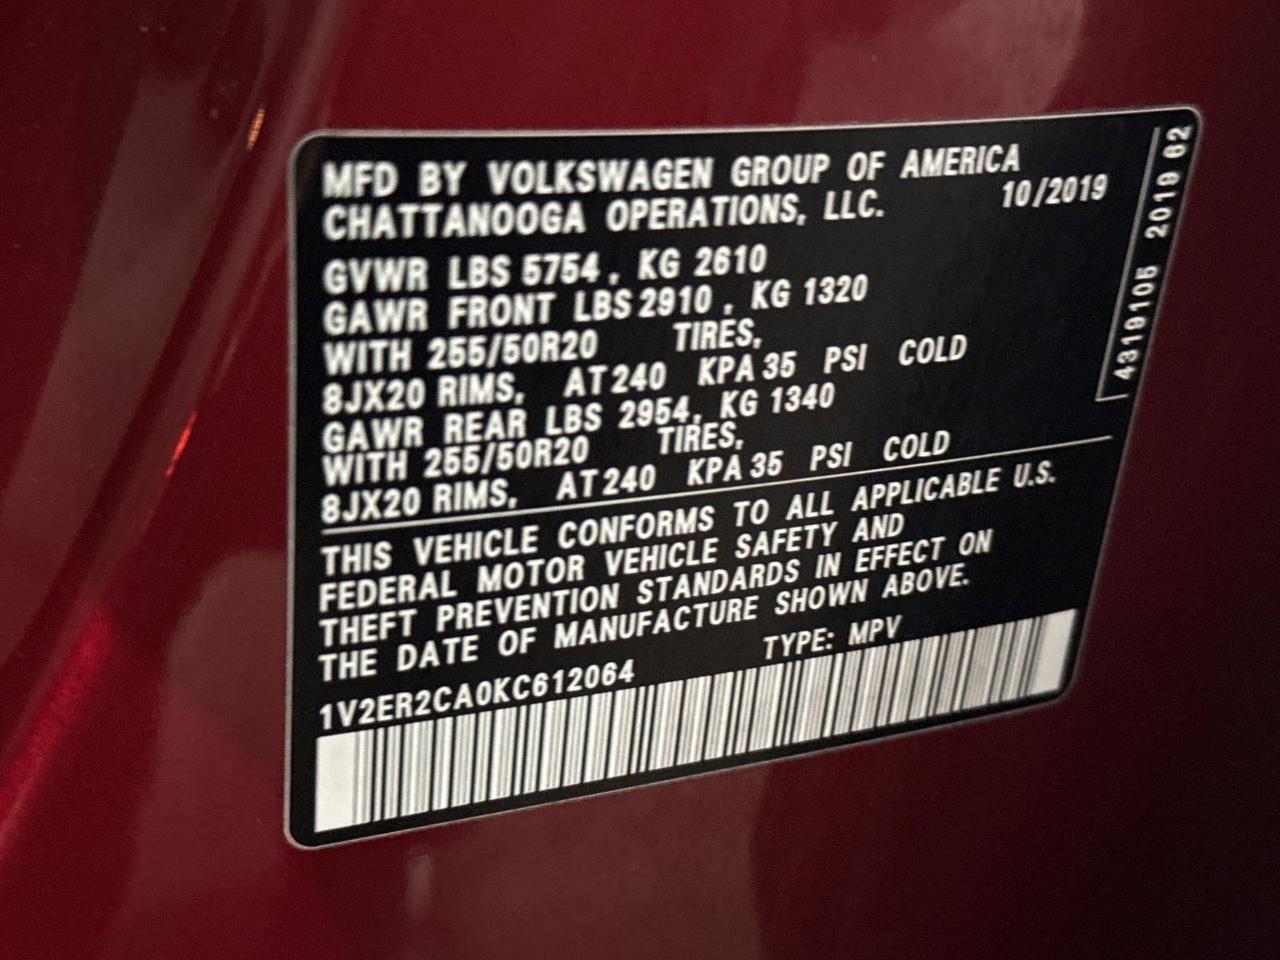 MFD BY VOLKSWAGEN GROUP OF AMERICA
CHATTANOOGA OPERATIONS, LLC. 10/2019
GVWR LBS 5754, KG 2610
GAWR FRONT LBS 2910, KG 1320
WITH 255/50R20 TIRES,
8JX20 RIMS, AT 240 KPA 35 PSI COLD
GAWR REAR LBS 2954, KG 1340
WITH 255/50R20 TIRES,
8JX20 RIMS, AT 240 KPA 35 PSI COLD
THIS VEHICLE CONFORMS TO ALL APPLICABLE U.S.
FEDERAL MOTOR VEHICLE SAFETY AND
THEFT PREVENTION STANDARDS IN EFFECT ON
THE DATE OF MANUFACTURE SHOWN ABOVE.
1V2ER2CA0KC612064 TYPE: MPV
4319105 2019 62